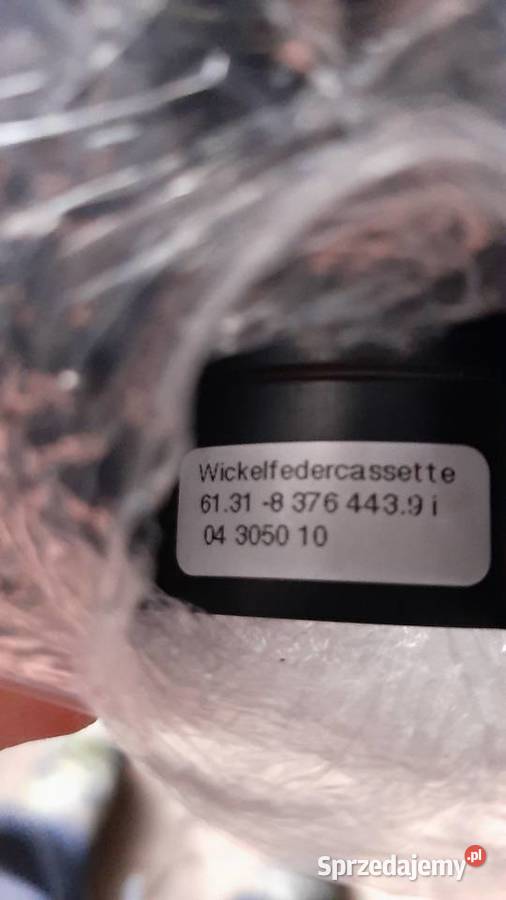 Wickelfedercassette
61.31 -8 376 443.9 i
04 3050 10
Sprzedajemy.pl